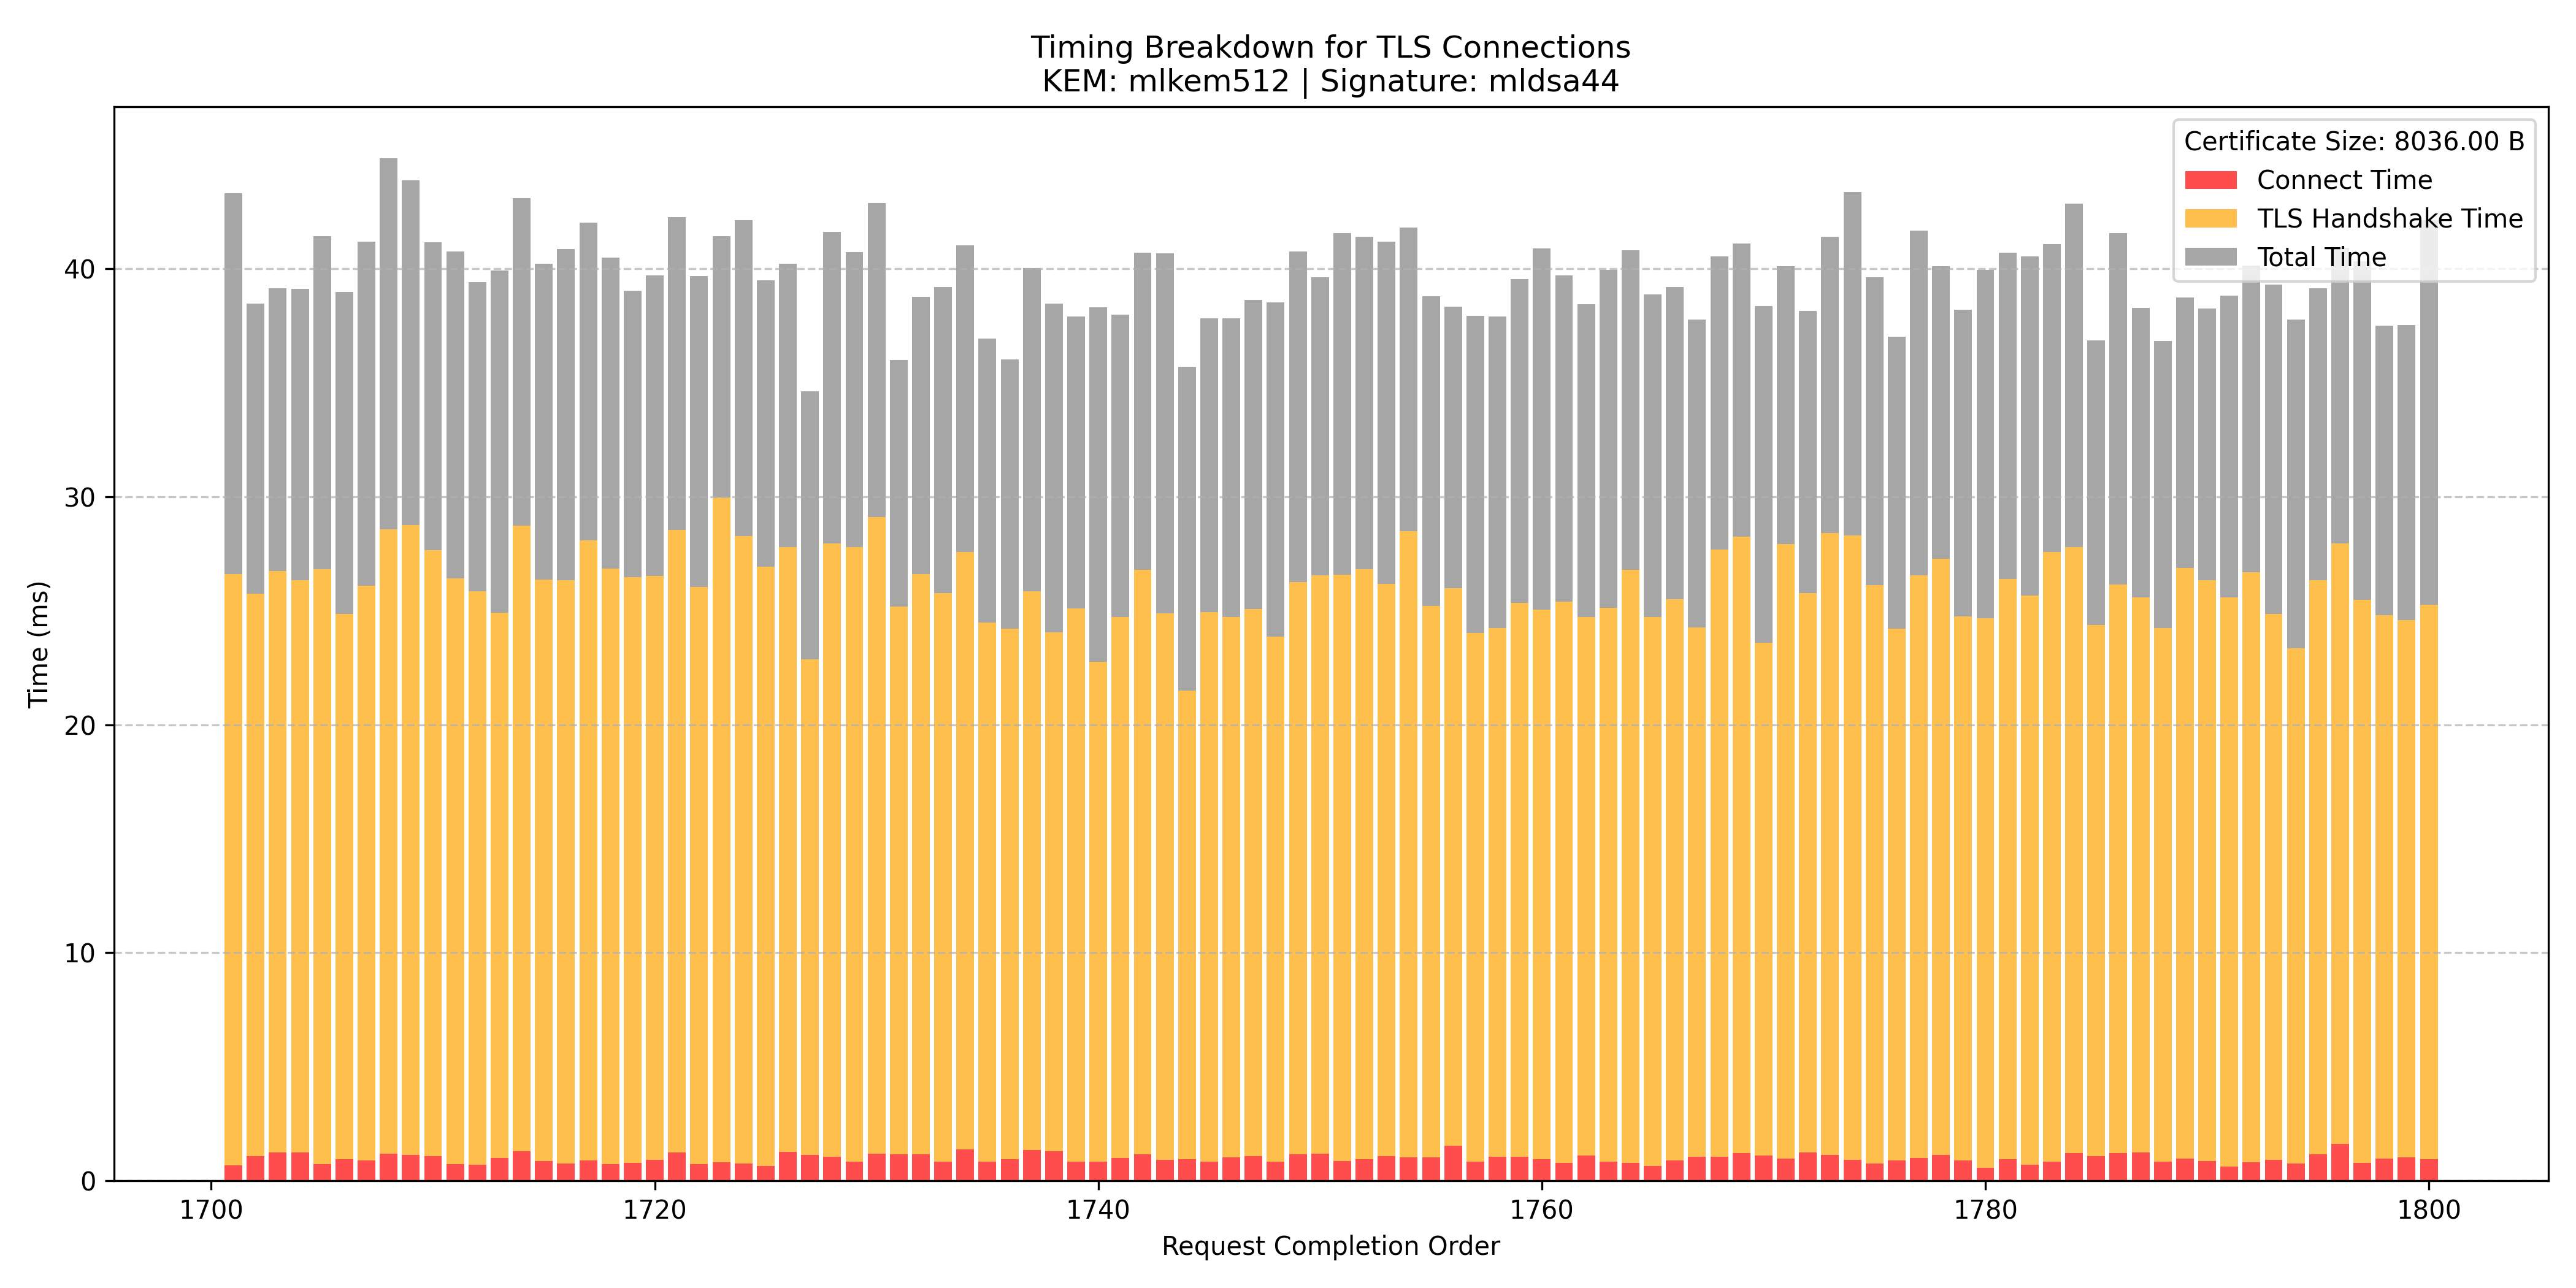 Timing Breakdown for TLS Connections
KEM: mlkem512 | Signature: mldsa44
Certificate Size: 8036.00 B
Connect Time
TLS Handshake Time
Total Time
Time (ms)
40
30
20
10
0
1700 1720 1740 1760 1780 1800
Request Completion Order